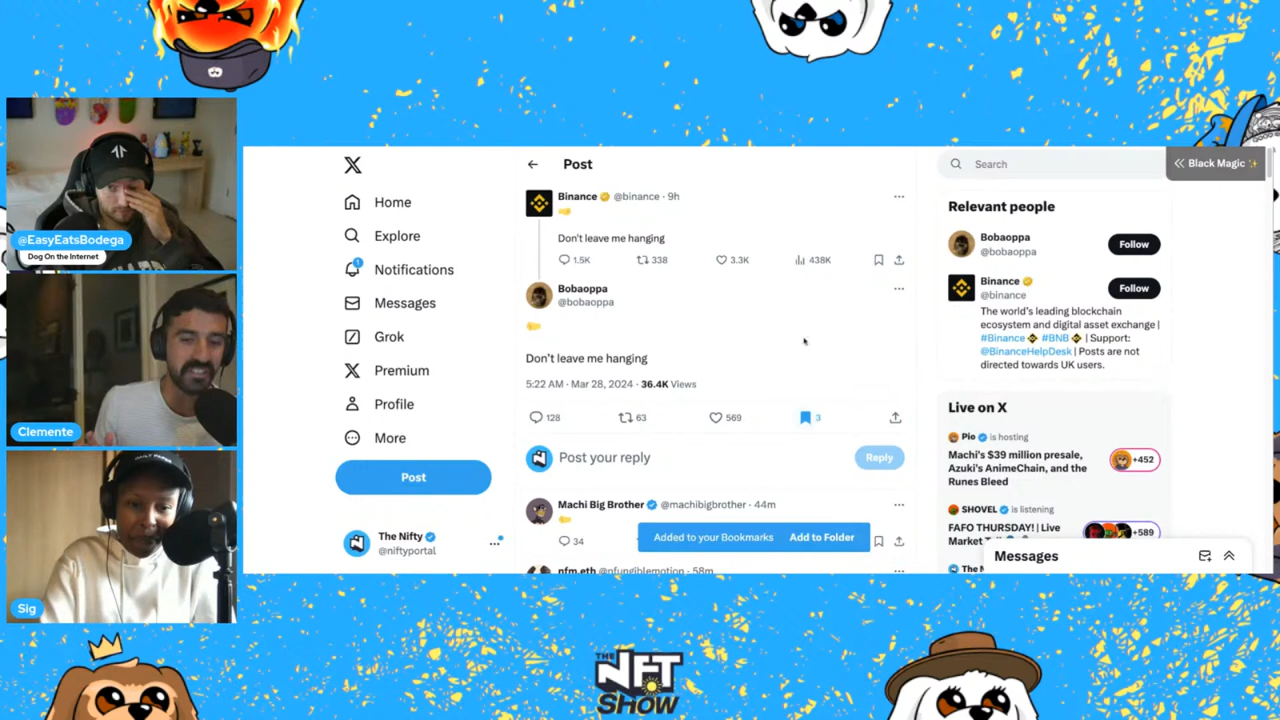 @EasyEatsBodega
Dog On the Internet
Clemente
Sig
Home
Explore
1
Notifications
Messages
Grok
Premium
Profile
More
Post
The Nifty
@niftyportal
Post
Binance @binance · 9h
Don't leave me hanging
1.5K 338 3.3K 438K
Bobaoppa
@bobaoppa
Don't leave me hanging
5:22 AM · Mar 28, 2024 · 36.4K Views
128 63 569 3
Post your reply
Reply
Machi Big Brother @machibigbrother · 44m
34
Added to your Bookmarks Add to Folder
nfm.eth @nfungiblemotion · 58m
Search
Black Magic
Relevant people
Bobaoppa
@bobaoppa
Follow
Binance
@binance
Follow
The world's leading blockchain
ecosystem and digital asset exchange |
#Binance #BNB | Support:
@BinanceHelpDesk | Posts are not
directed towards UK users.
Live on X
Pio is hosting
Machi's $39 million presale,
Azuki's AnimeChain, and the
Runes Bleed
+452
SHOVEL is listening
FAFO THURSDAY! | Live
Market
+589
Messages
THE
NFT
SHOW